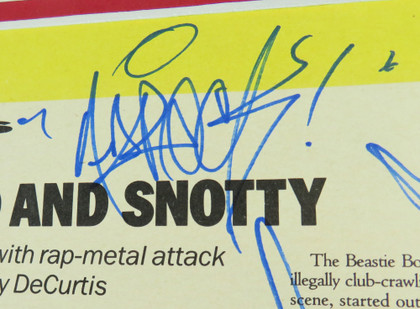 AND SNOTTY
with rap-metal attack
y DeCurtis
The Beastie Bo
illegally club-crawl
scene, started out